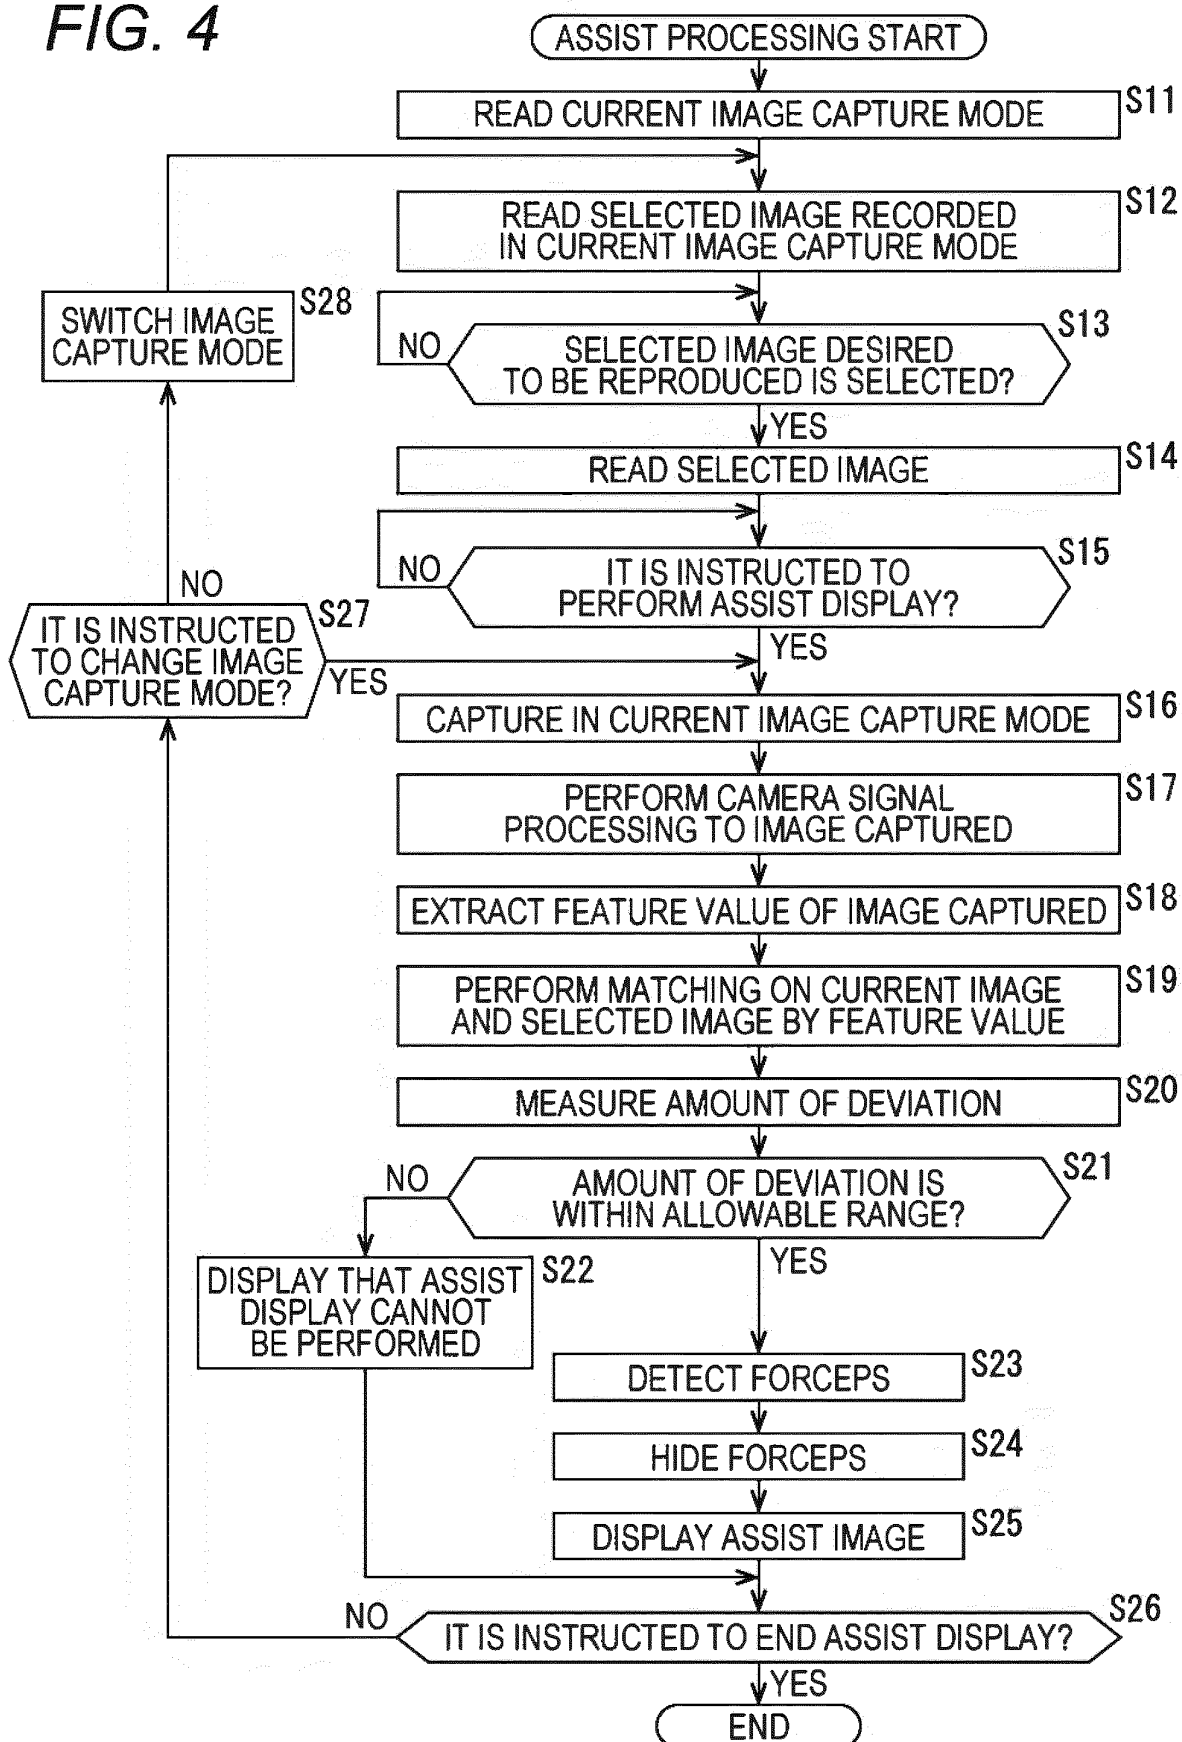 FIG. 4
ASSIST PROCESSING START
S11
READ CURRENT IMAGE CAPTURE MODE
S12
READ SELECTED IMAGE RECORDED
IN CURRENT IMAGE CAPTURE MODE
S28
SWITCH IMAGE
CAPTURE MODE
S13
NO
SELECTED IMAGE DESIRED
TO BE REPRODUCED IS SELECTED?
YES
S14
READ SELECTED IMAGE
S15
NO
IT IS INSTRUCTED TO
PERFORM ASSIST DISPLAY?
YES
NO
S27
IT IS INSTRUCTED
TO CHANGE IMAGE
CAPTURE MODE?
YES
S16
CAPTURE IN CURRENT IMAGE CAPTURE MODE
S17
PERFORM CAMERA SIGNAL
PROCESSING TO IMAGE CAPTURED
S18
EXTRACT FEATURE VALUE OF IMAGE CAPTURED
S19
PERFORM MATCHING ON CURRENT IMAGE
AND SELECTED IMAGE BY FEATURE VALUE
S20
MEASURE AMOUNT OF DEVIATION
S21
NO
AMOUNT OF DEVIATION IS
WITHIN ALLOWABLE RANGE?
YES
S22
DISPLAY THAT ASSIST
DISPLAY CANNOT
BE PERFORMED
S23
DETECT FORCEPS
S24
HIDE FORCEPS
S25
DISPLAY ASSIST IMAGE
S26
NO
IT IS INSTRUCTED TO END ASSIST DISPLAY?
YES
END